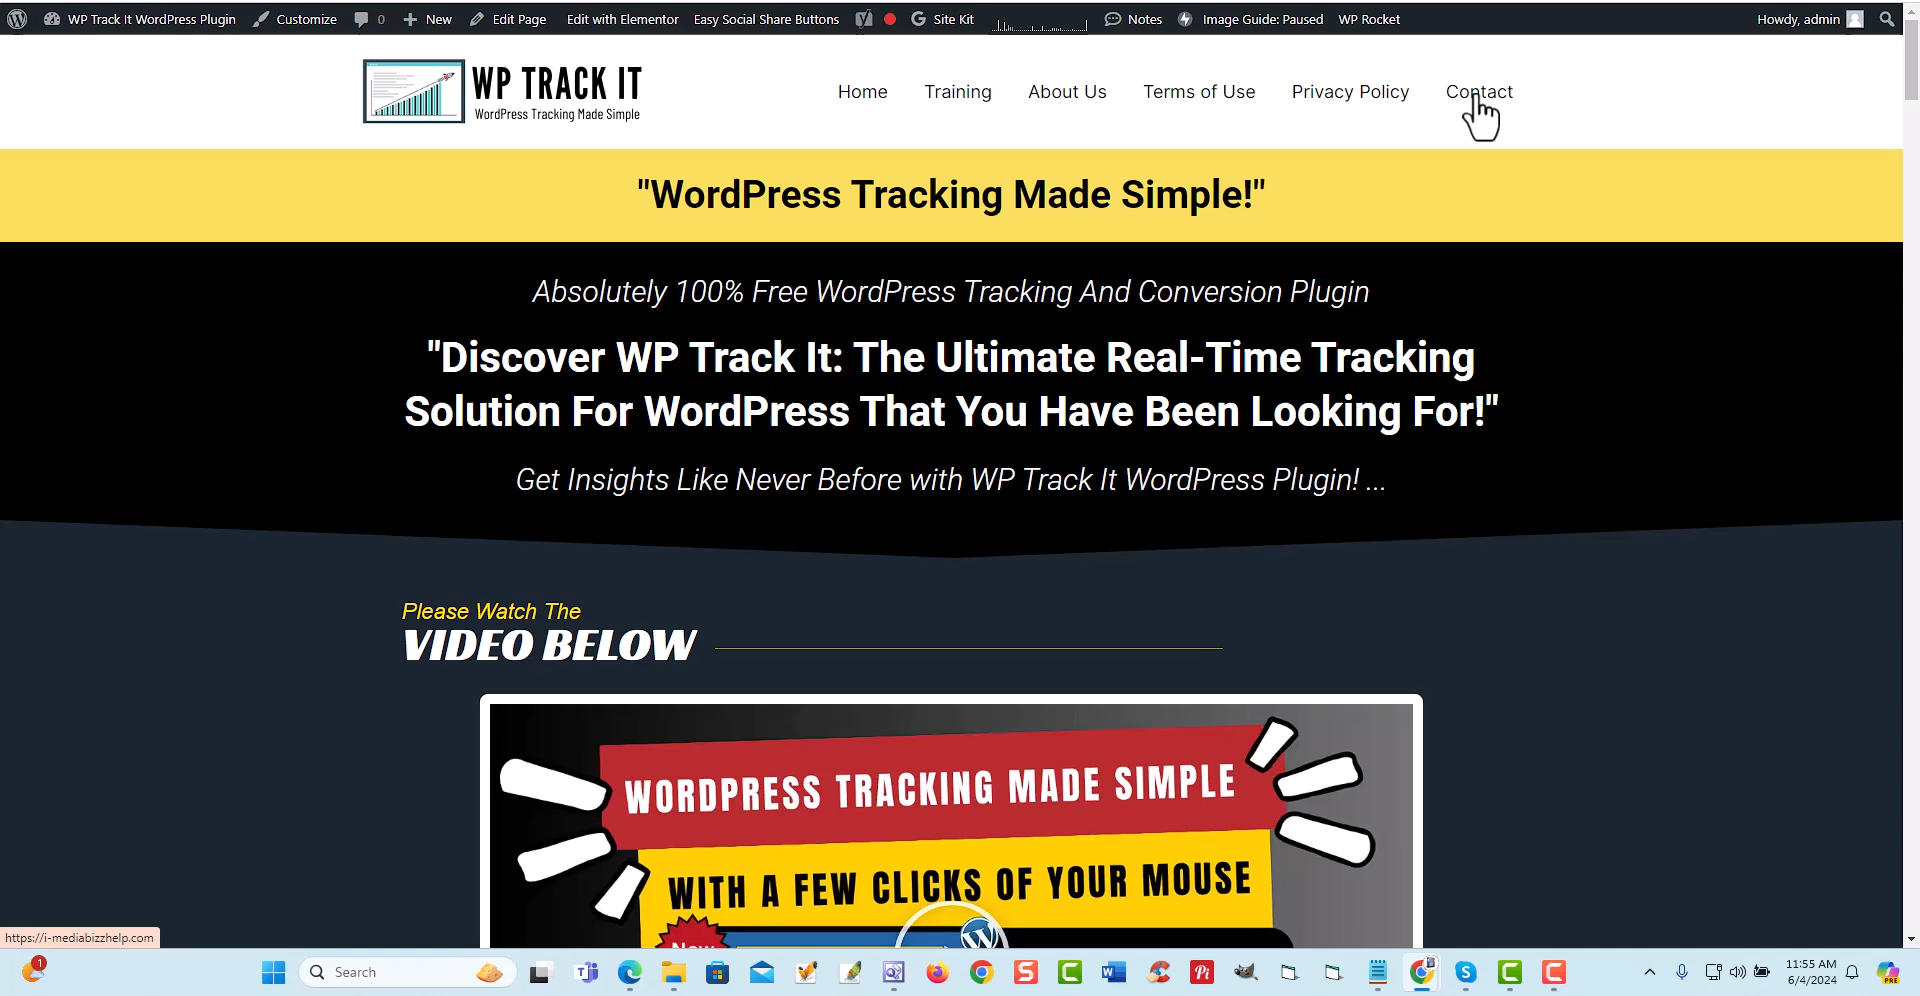 WP Track It WordPress Plugin Customize 0 New Edit Page Edit with Elementor Easy Social Share Buttons Site Kit Notes Image Guide: Paused WP Rocket Howdy, admin
WP TRACK IT
WordPress Tracking Made Simple
Home Training About Us Terms of Use Privacy Policy Contact
"WordPress Tracking Made Simple!"
Absolutely 100% Free WordPress Tracking And Conversion Plugin
"Discover WP Track It: The Ultimate Real-Time Tracking
Solution For WordPress That You Have Been Looking For!"
Get Insights Like Never Before with WP Track It WordPress Plugin! ...
Please Watch The
VIDEO BELOW
WORDPRESS TRACKING MADE SIMPLE
WITH A FEW CLICKS OF YOUR MOUSE
New
https://i-mediabizzhelp.com
1
Search
11:55 AM
6/4/2024
PRE